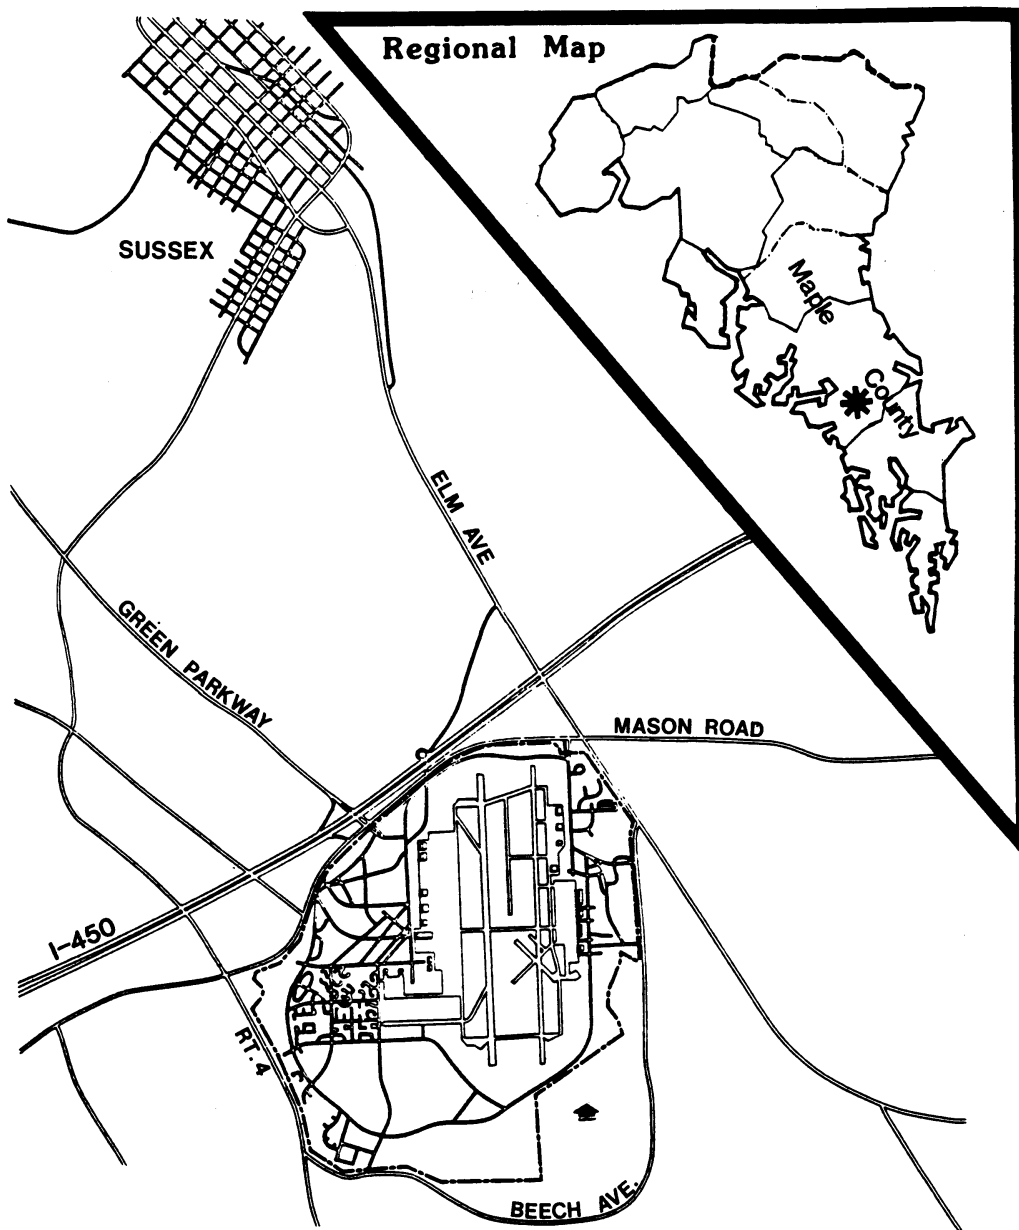 Regional Map
Maple
County
SUSSEX
ELM AVE
GREEN PARKWAY
MASON ROAD
I-450
RT. 4
BEECH AVE.